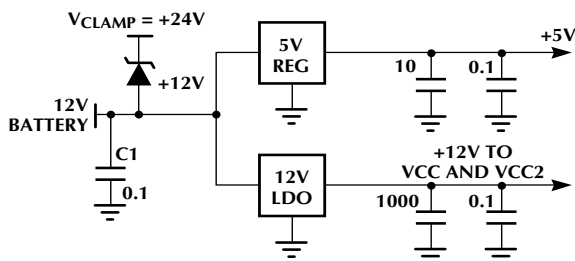 VCLAMP = +24V
+12V
12V
BATTERY
C1
0.1
5V
REG
10
0.1
+5V
12V
LDO
+12V TO
VCC AND VCC2
1000
0.1